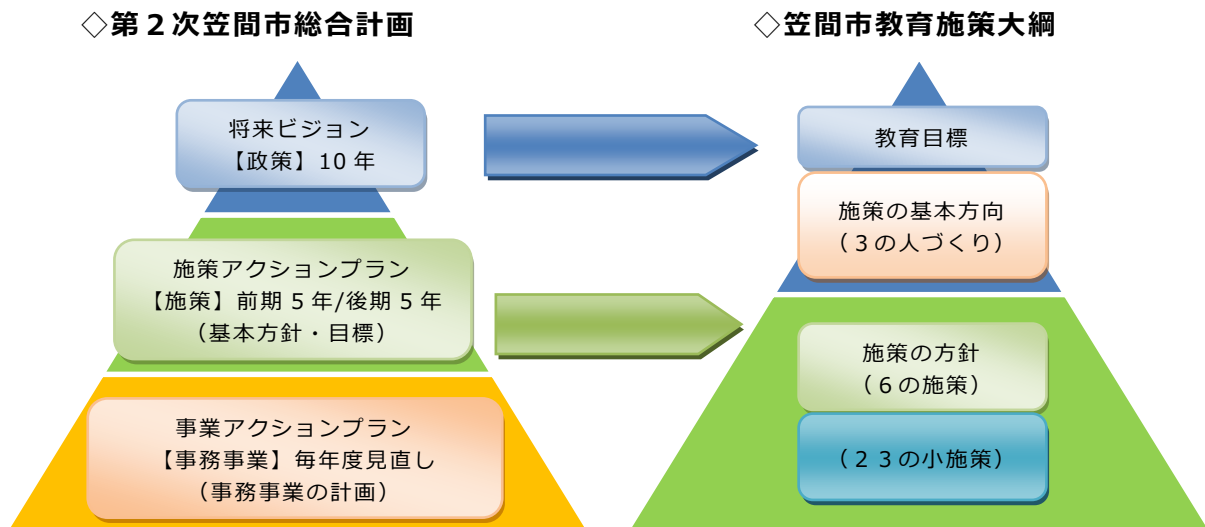 ◇第２次笠間市総合計画
将来ビジョン
【政策】10 年
施策アクションプラン
【施策】前期 5 年/後期 5 年
（基本方針・目標）
事業アクションプラン
【事務事業】毎年度見直し
（事務事業の計画）
◇笠間市教育施策大綱
教育目標
施策の基本方向
（３の人づくり）
施策の方針
（６の施策）
（２３の小施策）